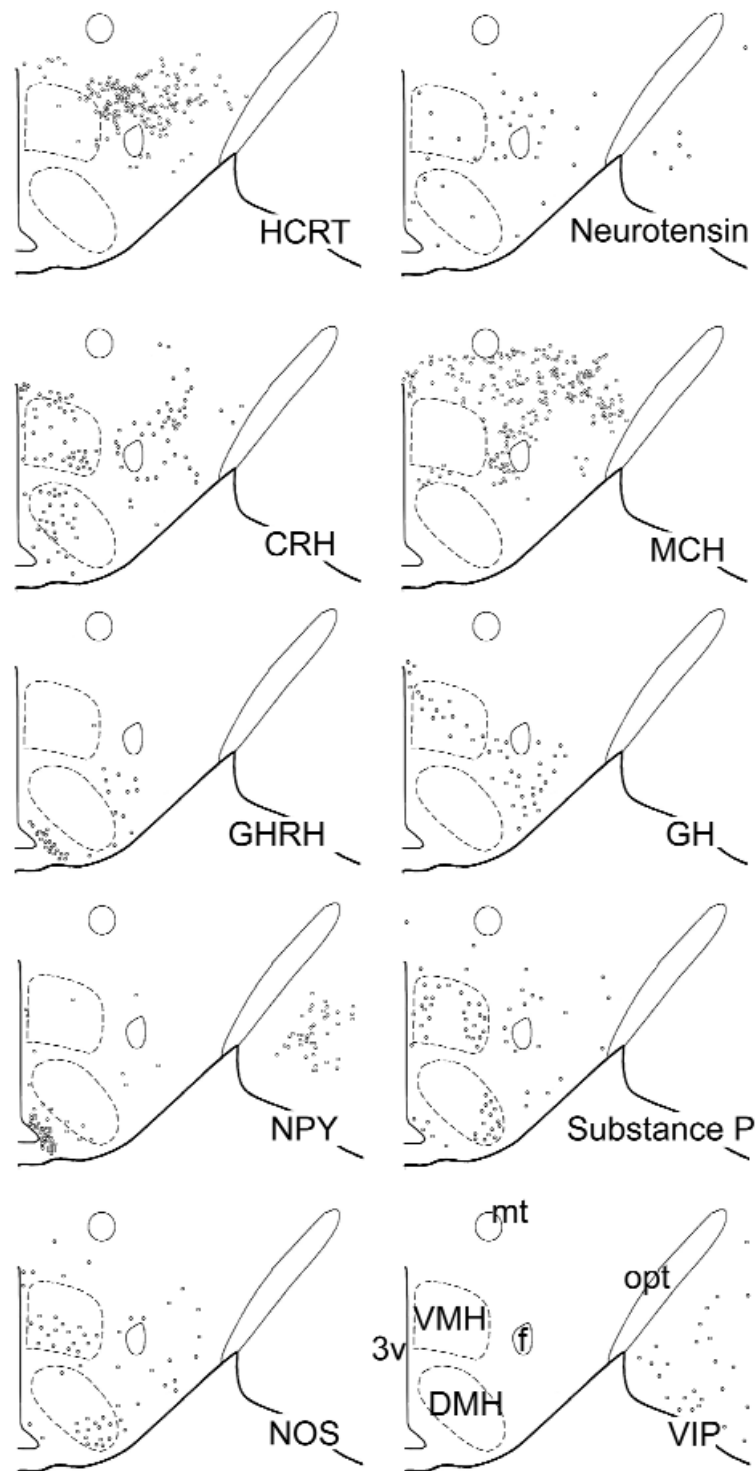 HCRT
Neurotensin
CRH
MCH
GHRH
GH
NPY
Substance P
NOS
mt
opt
VMH
f
3v
DMH
VIP